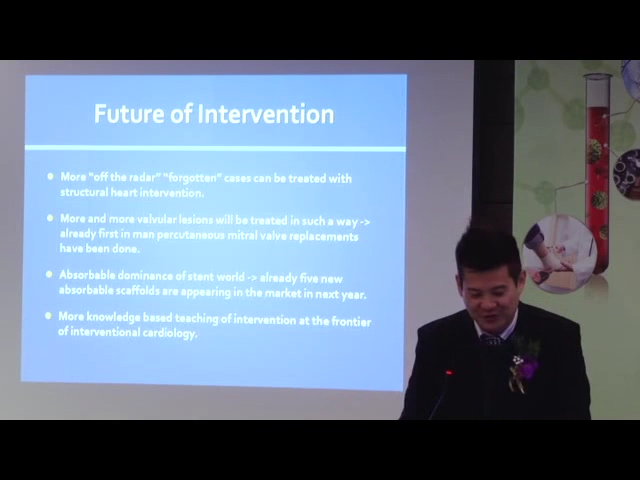 Future of Intervention
More "off the radar" "forgotten" cases can be treated with
structural heart intervention.
More and more valvular lesions will be treated in such a way ->
already first in man percutaneous mitral valve replacements
have been done.
Absorbable dominance of stent world -> already five new
absorbable scaffolds are appearing in the market in next year.
More knowledge based teaching of intervention at the frontier
of interventional cardiology.